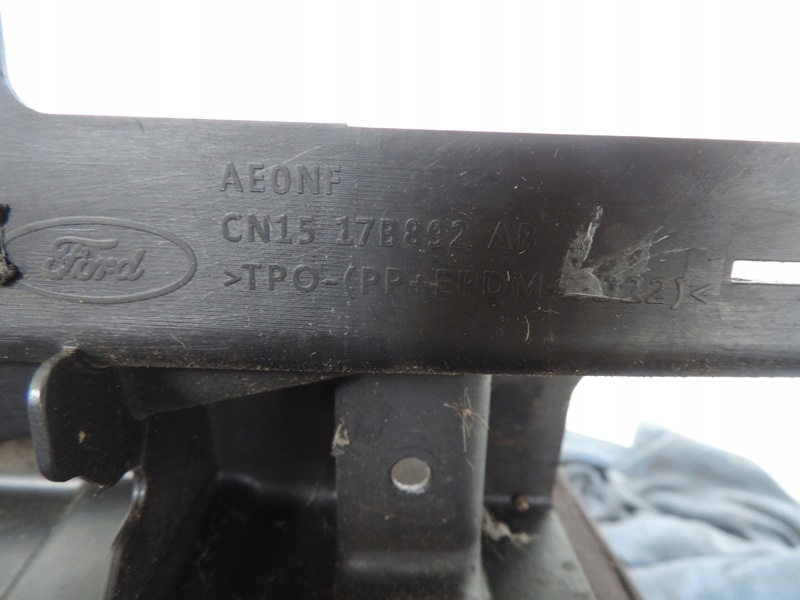 AE0NF
CN15 17B892 AB
Ford
>TPO-(PP+EPDM 22)<